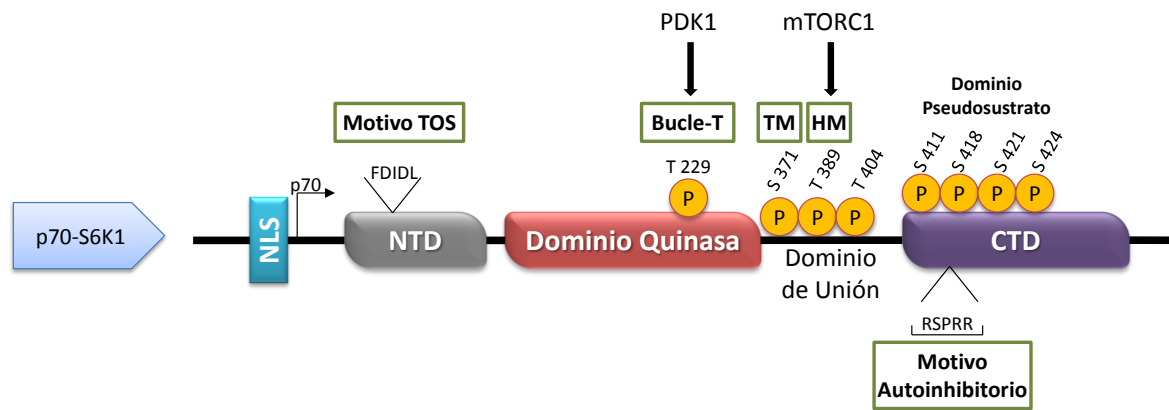 PDK1
mTORC1
Motivo TOS
Bucle-T
TM
HM
Dominio
Pseudosustrato
FDIDL
T 229
S 371
T 389
T 404
S 411
S 418
S 421
S 424
p70
P
P
P
P
P
P
P
P
p70-S6K1
NLS
NTD
Dominio Quinasa
CTD
Dominio
de Unión
RSPRR
Motivo
Autoinhibitorio